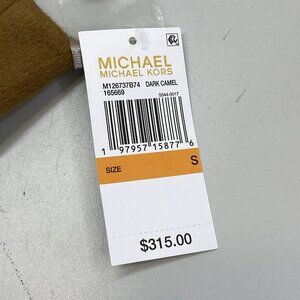 MICHAEL
MICHAEL KORS
M126737B74 DARK CAMEL
165669
5544-0017
1 97957 15877 6
SIZE S
$315.00